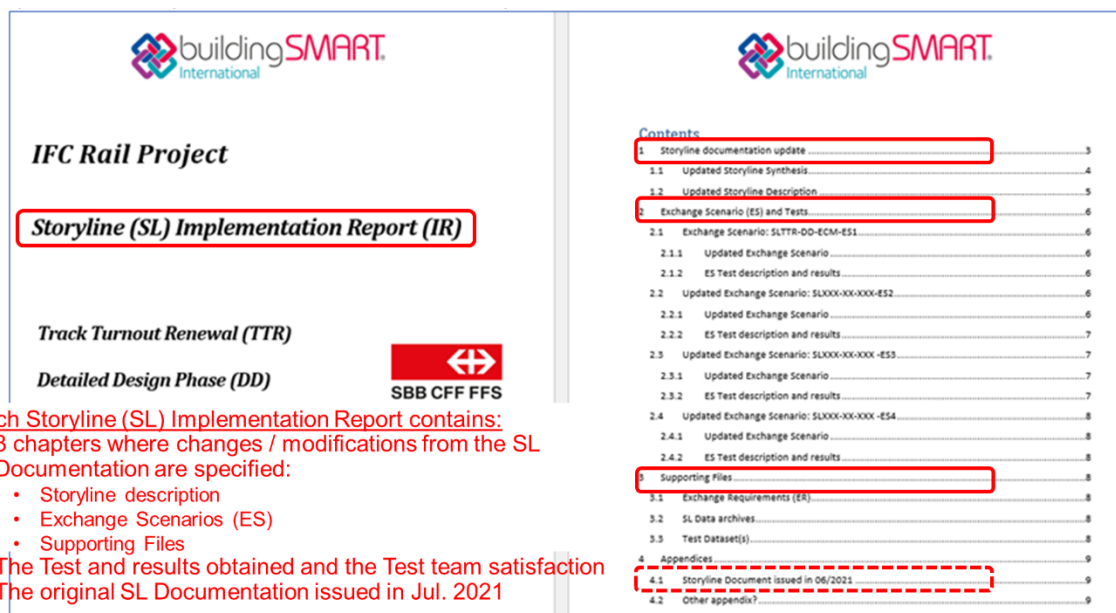 buildingSMART.
International
IFC Rail Project
Storyline (SL) Implementation Report (IR)
Track Turnout Renewal (TTR)
Detailed Design Phase (DD)
SBB CFF FFS
ch Storyline (SL) Implementation Report contains:
3 chapters where changes / modifications from the SL
Documentation are specified:
• Storyline description
• Exchange Scenarios (ES)
• Supporting Files
The Test and results obtained and the Test team satisfaction
The original SL Documentation issued in Jul. 2021
buildingSMART.
International
Contents
1 Storyline documentation update 3
1.1 Updated Storyline Synthesis 4
1.2 Updated Storyline Description 5
2 Exchange Scenario (ES) and Tests 6
2.1 Exchange Scenario: SLTTR-DD-ECM-ES1 6
2.1.1 Updated Exchange Scenario 6
2.1.2 ES Test description and results 6
2.2 Updated Exchange Scenario: SLXXX-XX-XXX-ES2 6
2.2.1 Updated Exchange Scenario 6
2.2.2 ES Test description and results 7
2.3 Updated Exchange Scenario: SLXXX-XX-XXX -ES3 7
2.3.1 Updated Exchange Scenario 7
2.3.2 ES Test description and results 7
2.4 Updated Exchange Scenario: SLXXX-XX-XXX -ES4 8
2.4.1 Updated Exchange Scenario 8
2.4.2 ES Test description and results 8
3 Supporting Files 8
3.1 Exchange Requirements (ER) 8
3.2 SL Data archives 8
3.3 Test Dataset(s) 8
4 Appendices 9
4.1 Storyline Document issued in 06/2021 9
4.2 Other appendix? 9